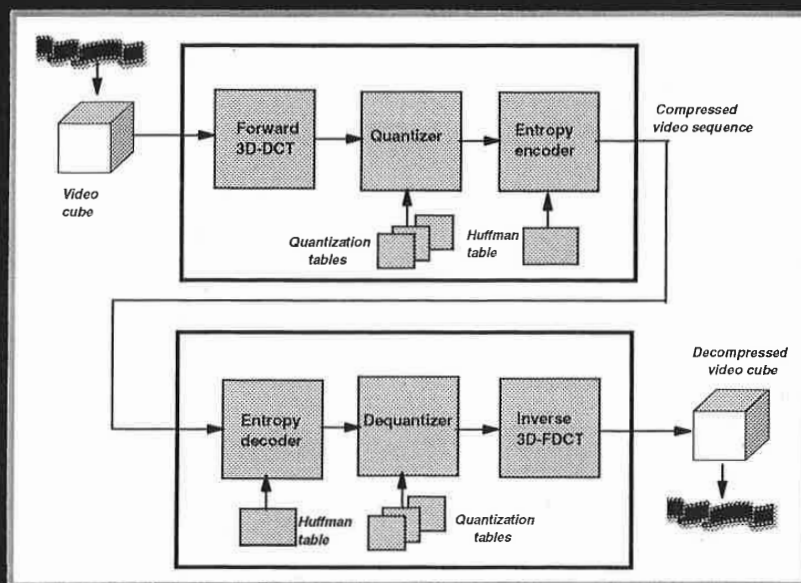 Forward
3D-DCT
Quantizer
Entropy
encoder
Compressed
video sequence
Video
cube
Quantization
tables
Huffman
table
Decompressed
video cube
Entropy
decoder
Dequantizer
Inverse
3D-FDCT
Huffman
table
Quantization
tables